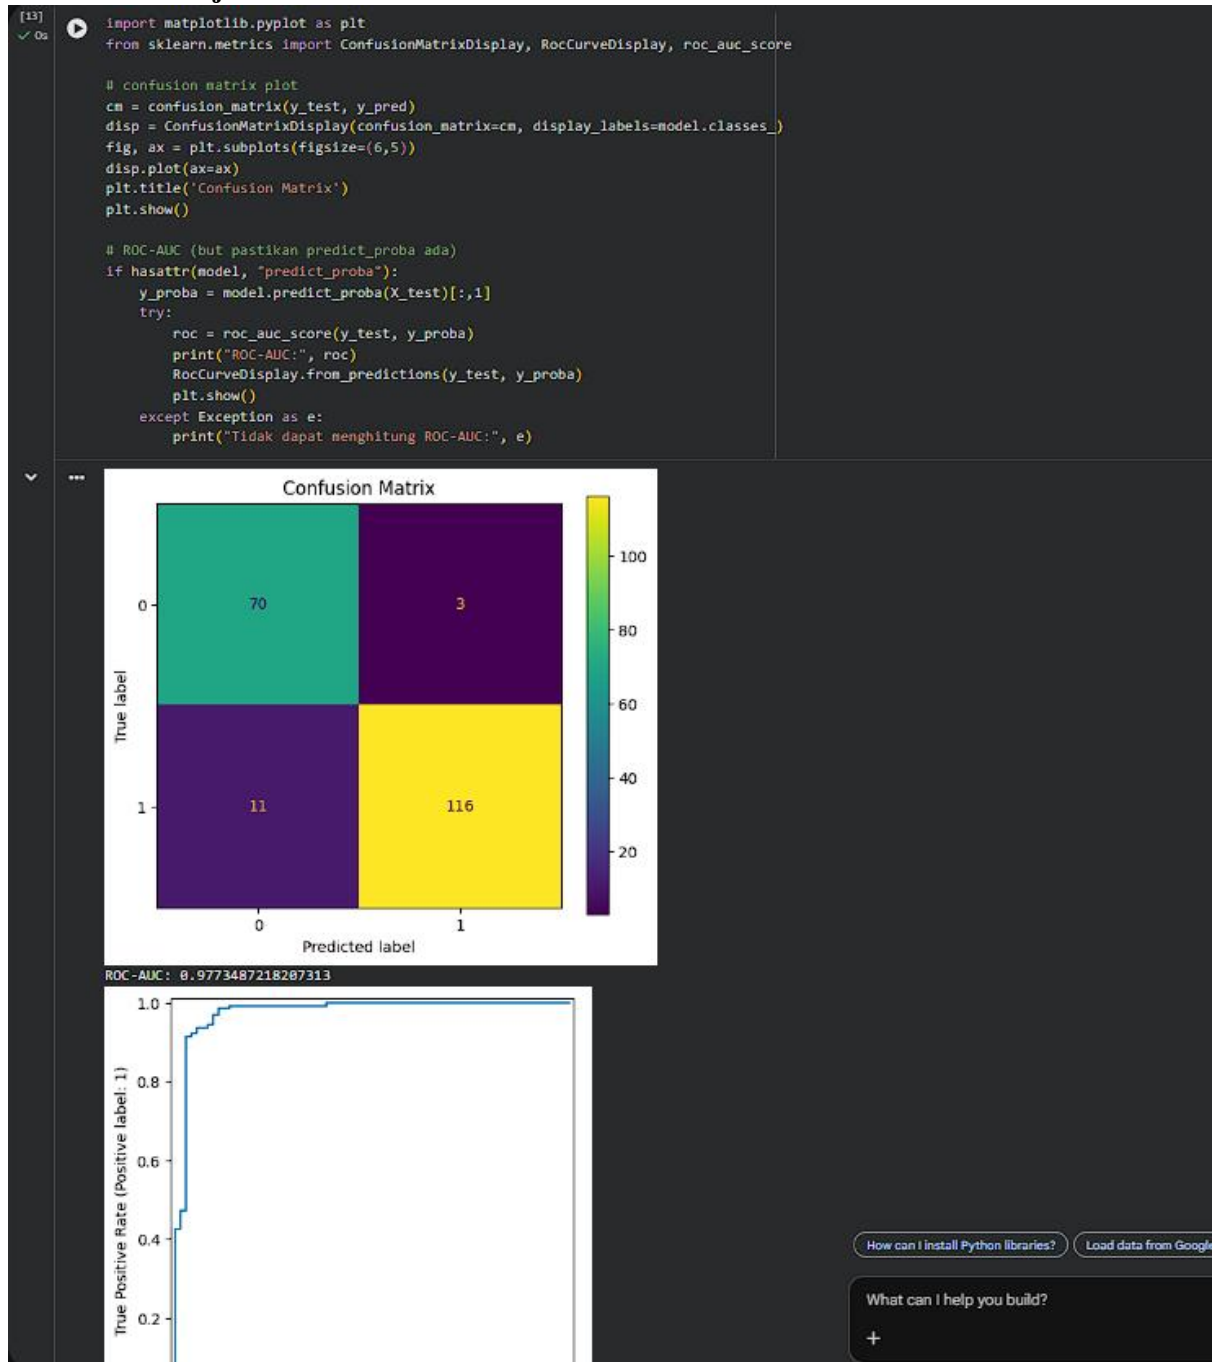 [13]
0s
import matplotlib.pyplot as plt
from sklearn.metrics import ConfusionMatrixDisplay, RocCurveDisplay, roc_auc_score
# confusion matrix plot
cm = confusion_matrix(y_test, y_pred)
disp = ConfusionMatrixDisplay(confusion_matrix=cm, display_labels=model.classes_)
fig, ax = plt.subplots(figsize=(6,5))
disp.plot(ax=ax)
plt.title('Confusion Matrix')
plt.show()
# ROC-AUC (but pastikan predict_proba ada)
if hasattr(model, "predict_proba"):
    y_proba = model.predict_proba(X_test)[:,1]
    try:
        roc = roc_auc_score(y_test, y_proba)
        print("ROC-AUC:", roc)
        RocCurveDisplay.from_predictions(y_test, y_proba)
        plt.show()
    except Exception as e:
        print("Tidak dapat menghitung ROC-AUC:", e)
Confusion Matrix
100
80
60
40
20
True label
0
70
3
1
11
116
0
1
Predicted label
ROC-AUC: 0.9773487218207313
True Positive Rate (Positive label: 1)
1.0
0.8
0.6
0.4
0.2
How can I install Python libraries?
Load data from Google
What can I help you build?
+